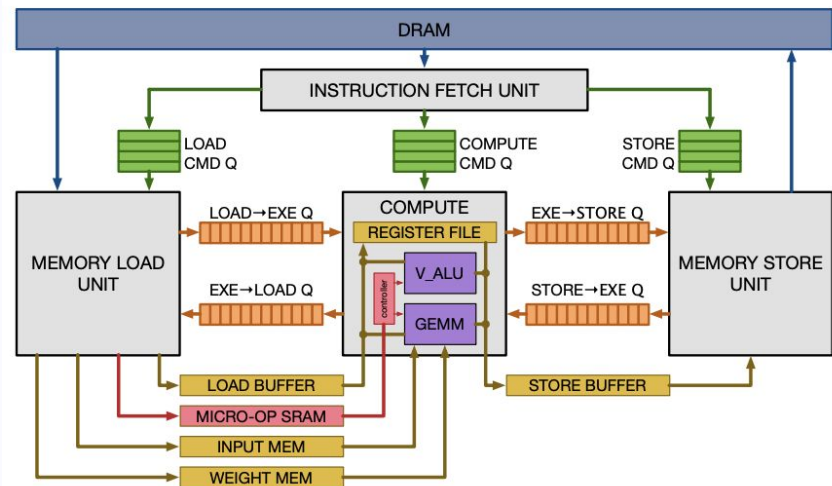 DRAM
INSTRUCTION FETCH UNIT
LOAD
CMD Q
COMPUTE
CMD Q
STORE
CMD Q
MEMORY LOAD
UNIT
LOAD→EXE Q
EXE→LOAD Q
COMPUTE
REGISTER FILE
V_ALU
controller
GEMM
EXE→STORE Q
STORE→EXE Q
MEMORY STORE
UNIT
LOAD BUFFER
STORE BUFFER
MICRO-OP SRAM
INPUT MEM
WEIGHT MEM